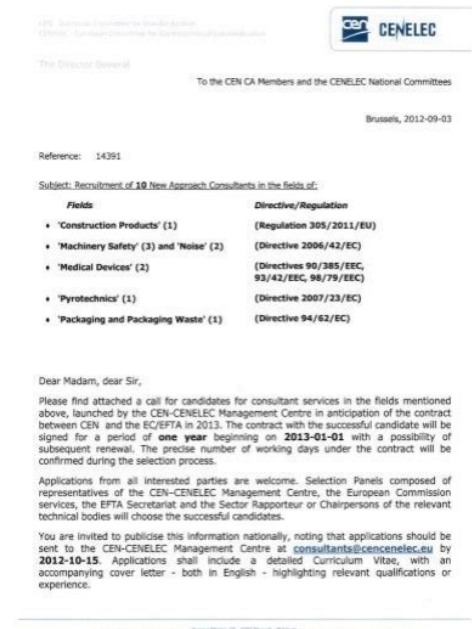 CEN - European Committee for Standardization
CENELEC - European Committee for Electrotechnical Standardization
cen CENELEC
The Director General
To the CEN CA Members and the CENELEC National Committees
Brussels, 2012-09-03
Reference: 14391
Subject: Recruitment of 10 New Approach Consultants in the fields of:
Fields Directive/Regulation
• 'Construction Products' (1) (Regulation 305/2011/EU)
• 'Machinery Safety' (3) and 'Noise' (2) (Directive 2006/42/EC)
• 'Medical Devices' (2) (Directives 90/385/EEC,
93/42/EEC, 98/79/EEC)
• 'Pyrotechnics' (1) (Directive 2007/23/EC)
• 'Packaging and Packaging Waste' (1) (Directive 94/62/EC)
Dear Madam, dear Sir,
Please find attached a call for candidates for consultant services in the fields mentioned
above, launched by the CEN-CENELEC Management Centre in anticipation of the contract
between CEN and the EC/EFTA in 2013. The contract with the successful candidate will be
signed for a period of one year beginning on 2013-01-01 with a possibility of
subsequent renewal. The precise number of working days under the contract will be
confirmed during the selection process.
Applications from all interested parties are welcome. Selection Panels composed of
representatives of the CEN-CENELEC Management Centre, the European Commission
services, the EFTA Secretariat and the Sector Rapporteur or Chairpersons of the relevant
technical bodies will choose the successful candidates.
You are invited to publicise this information nationally, noting that applications should be
sent to the CEN-CENELEC Management Centre at consultants@cencenelec.eu by
2012-10-15. Applications shall include a detailed Curriculum Vitae, with an
accompanying cover letter - both in English - highlighting relevant qualifications or
experience.